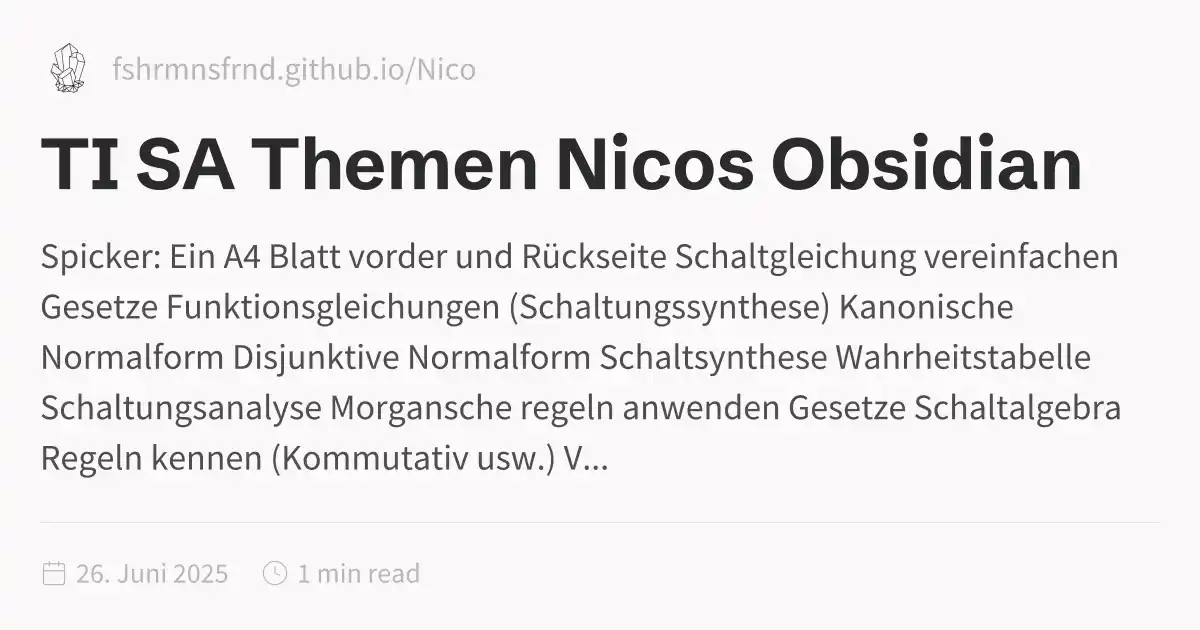 fshrmnsfrnd.github.io/Nico
TI SA Themen Nicos Obsidian
Spicker: Ein A4 Blatt vorder und Rückseite Schaltgleichung vereinfachen
Gesetze Funktionsgleichungen (Schaltungssynthese) Kanonische
Normalform Disjunktive Normalform Schaltsynthese Wahrheitstabelle
Schaltungsanalyse Morgansche regeln anwenden Gesetze Schaltalgebra
Regeln kennen (Kommutativ usw.) V...
26. Juni 2025 1 min read